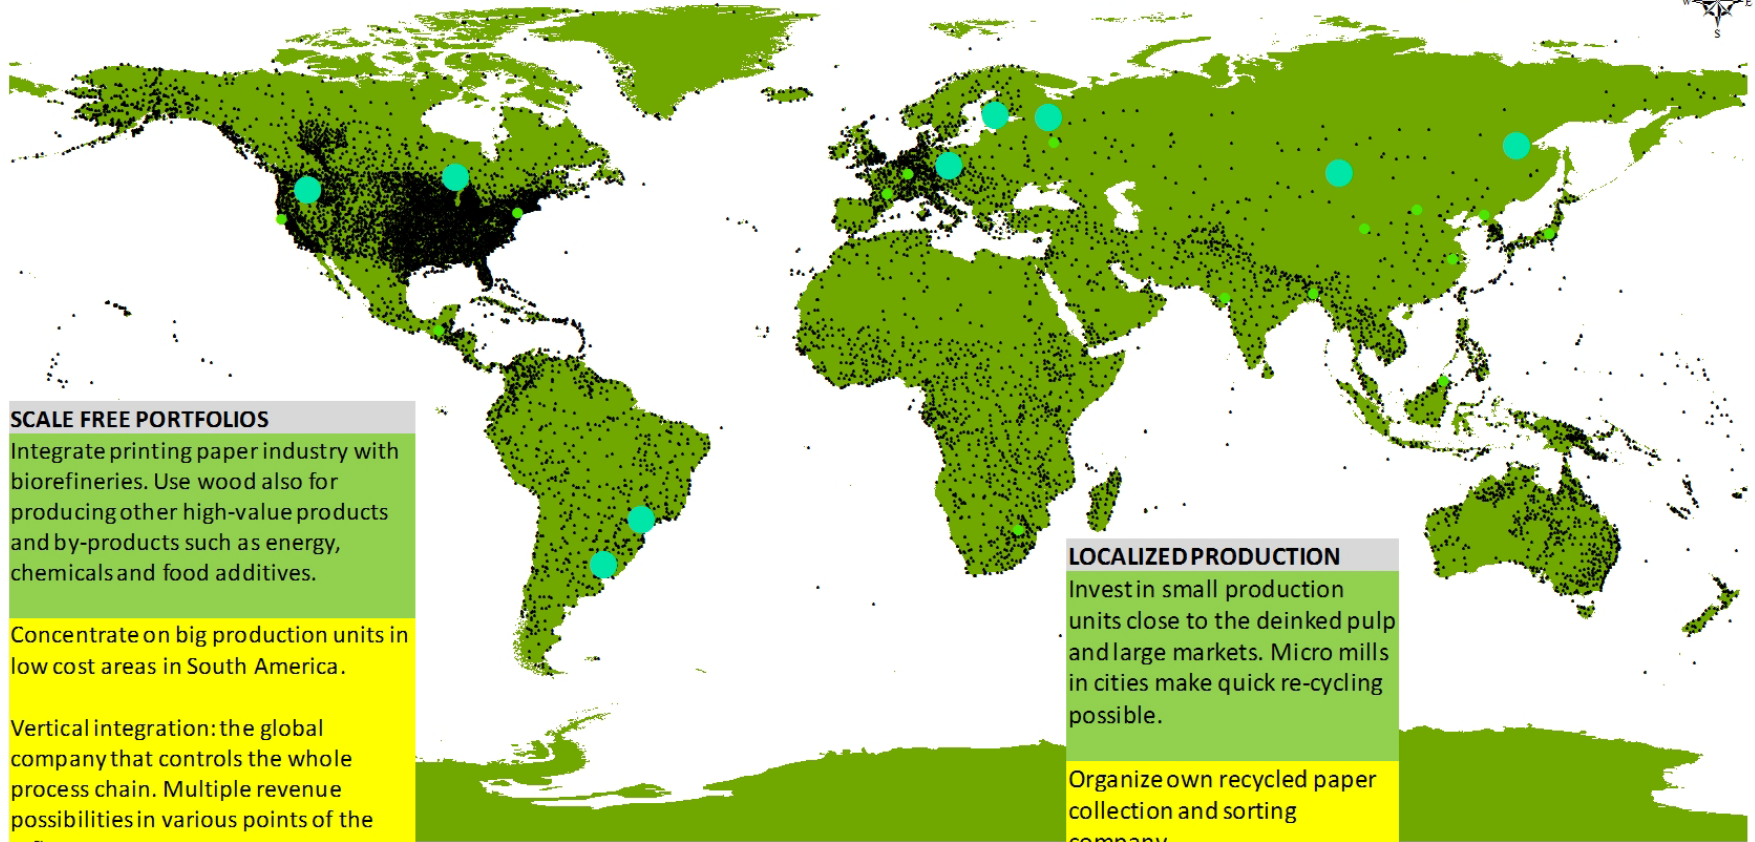 W
E
S
SCALE FREE PORTFOLIOS
Integrate printing paper industry with
biorefineries. Use wood also for
producing other high-value products
and by-products such as energy,
chemicals and food additives.
Concentrate on big production units in
low cost areas in South America.
Vertical integration: the global
company that controls the whole
process chain. Multiple revenue
possibilities in various points of the
LOCALIZED PRODUCTION
Invest in small production
units close to the deinked pulp
and large markets. Micro mills
in cities make quick re-cycling
possible.
Organize own recycled paper
collection and sorting
company